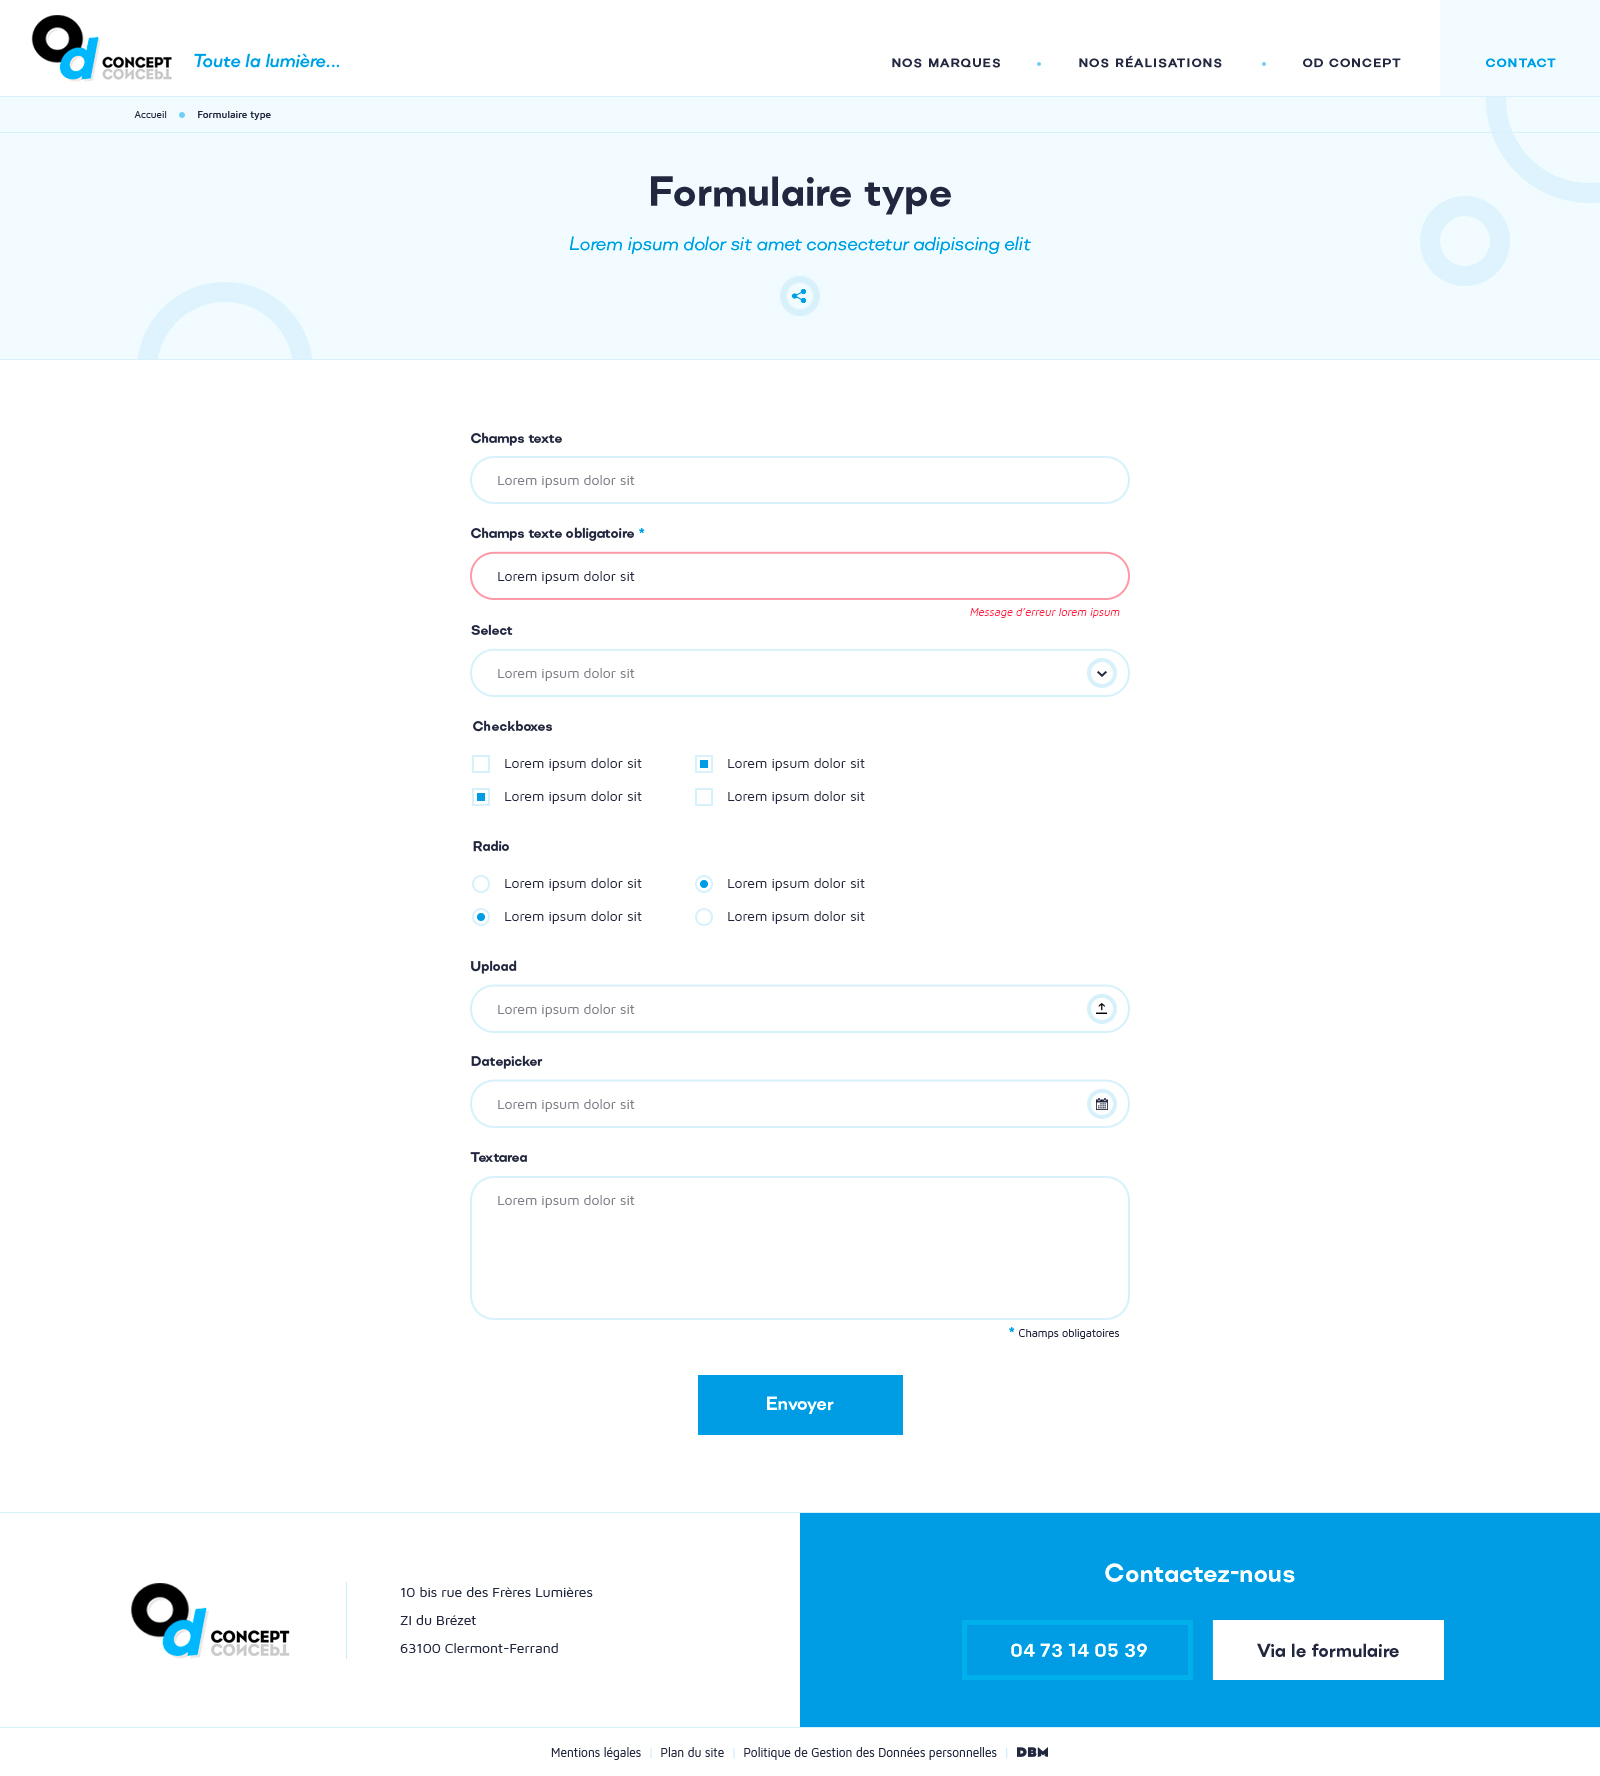 Od CONCEPT
Toute la lumière...
NOS MARQUES
NOS RÉALISATIONS
OD CONCEPT
CONTACT
Accueil
Formulaire type
Formulaire type
Lorem ipsum dolor sit amet consectetur adipiscing elit
Champs texte
Lorem ipsum dolor sit
Champs texte obligatoire *
Lorem ipsum dolor sit
Message d'erreur lorem ipsum
Select
Lorem ipsum dolor sit
Checkboxes
Lorem ipsum dolor sit
Lorem ipsum dolor sit
Lorem ipsum dolor sit
Lorem ipsum dolor sit
Radio
Lorem ipsum dolor sit
Lorem ipsum dolor sit
Lorem ipsum dolor sit
Lorem ipsum dolor sit
Upload
Lorem ipsum dolor sit
Datepicker
Lorem ipsum dolor sit
Textarea
Lorem ipsum dolor sit
* Champs obligatoires
Envoyer
Od CONCEPT
10 bis rue des Frères Lumières
ZI du Brézet
63100 Clermont-Ferrand
Contactez-nous
04 73 14 05 39
Via le formulaire
Mentions légales
Plan du site
Politique de Gestion des Données personnelles
DBM